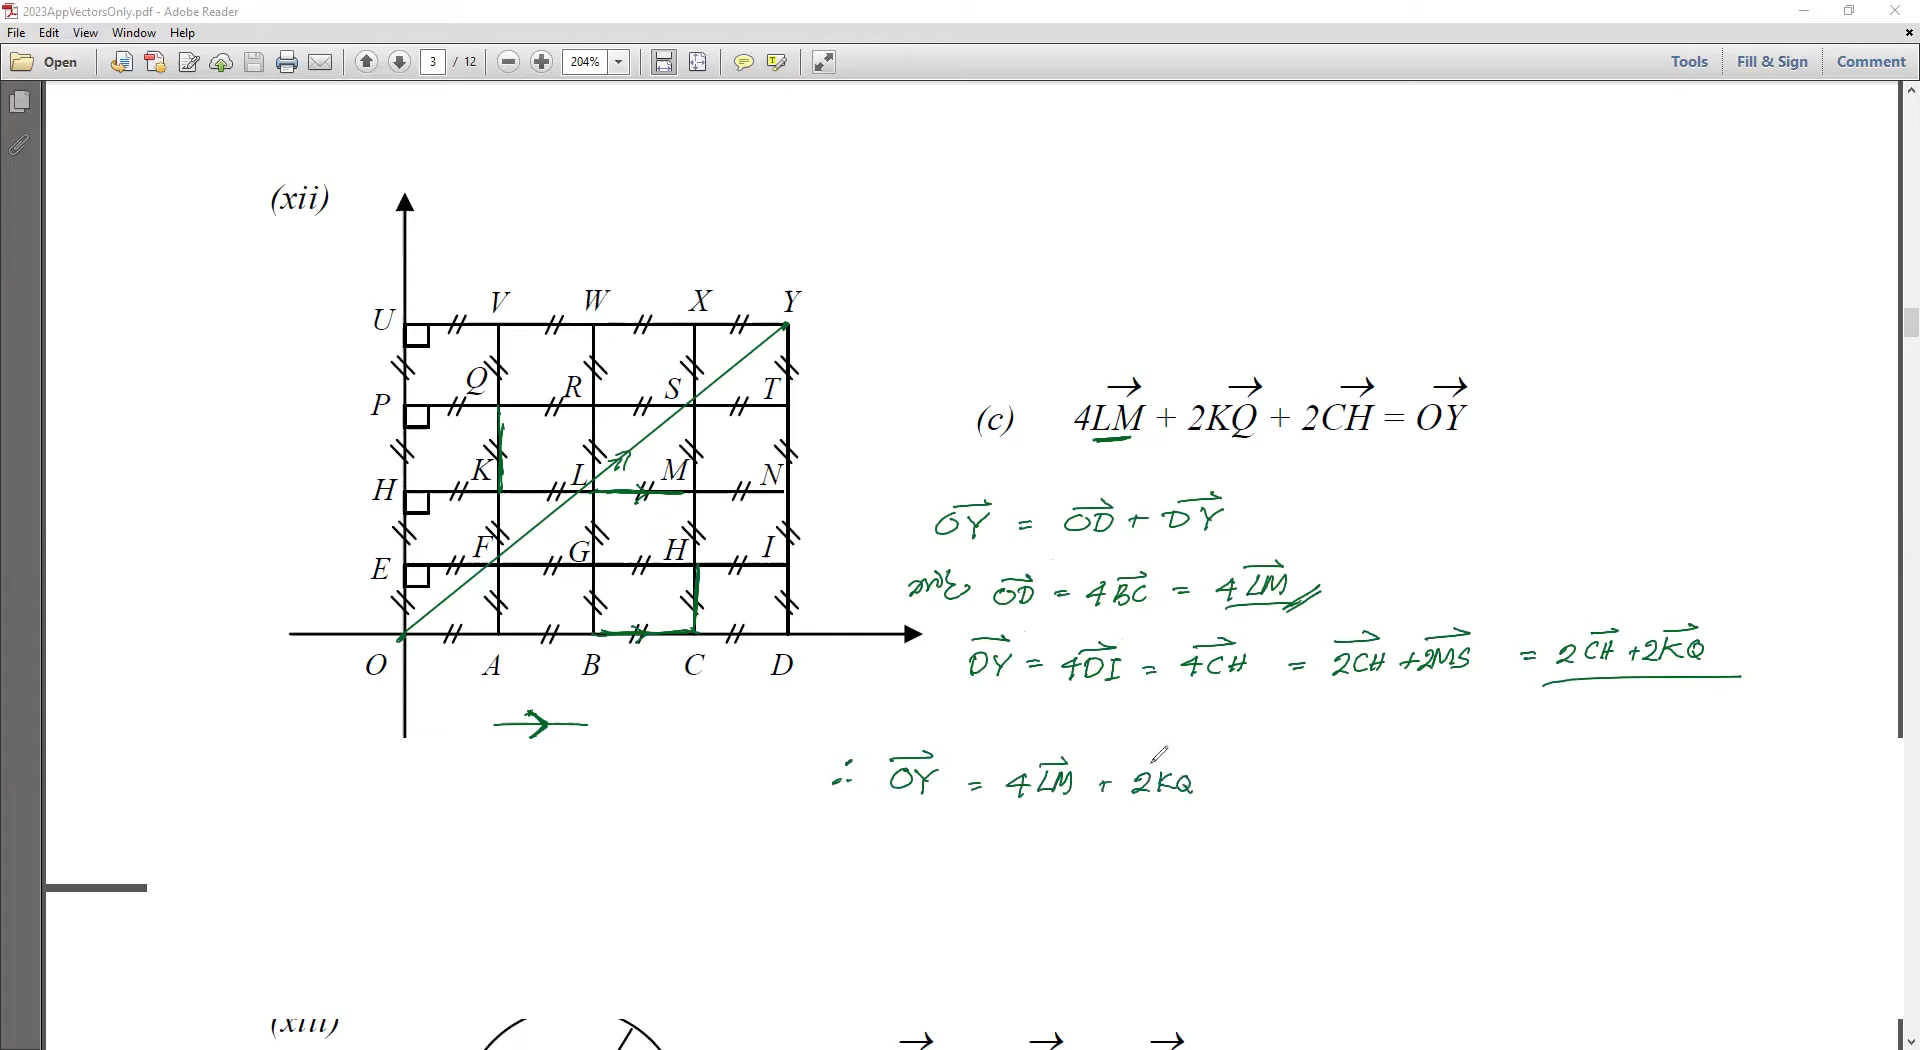 2023AppVectorsOnly.pdf - Adobe Reader
File Edit View Window Help
Open 3 / 12 204% Tools Fill & Sign Comment
(xii)
U V W X Y
P Q R S T
H K L M N
E F G H I
O A B C D
(c) 4LM + 2KQ + 2CH = OY
OY = OD + DY
OD = 4BC = 4LM
DY = 4DI = 4CH = 2CH + 2MS = 2CH + 2KQ
∴ OY = 4LM + 2KQ
(xiii)